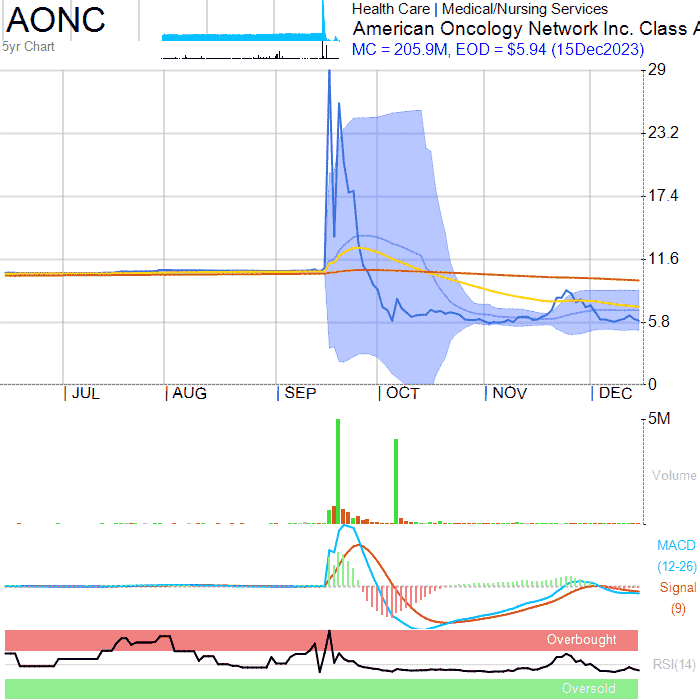 AONC
5yr Chart
Health Care | Medical/Nursing Services
American Oncology Network Inc. Class A
MC = 205.9M, EOD = $5.94 (15Dec2023)
29
23.2
17.4
11.6
5.8
0
JUL AUG SEP OCT NOV DEC
5M
Volume
MACD
(12-26)
Signal
(9)
Overbought
RSI(14)
Oversold